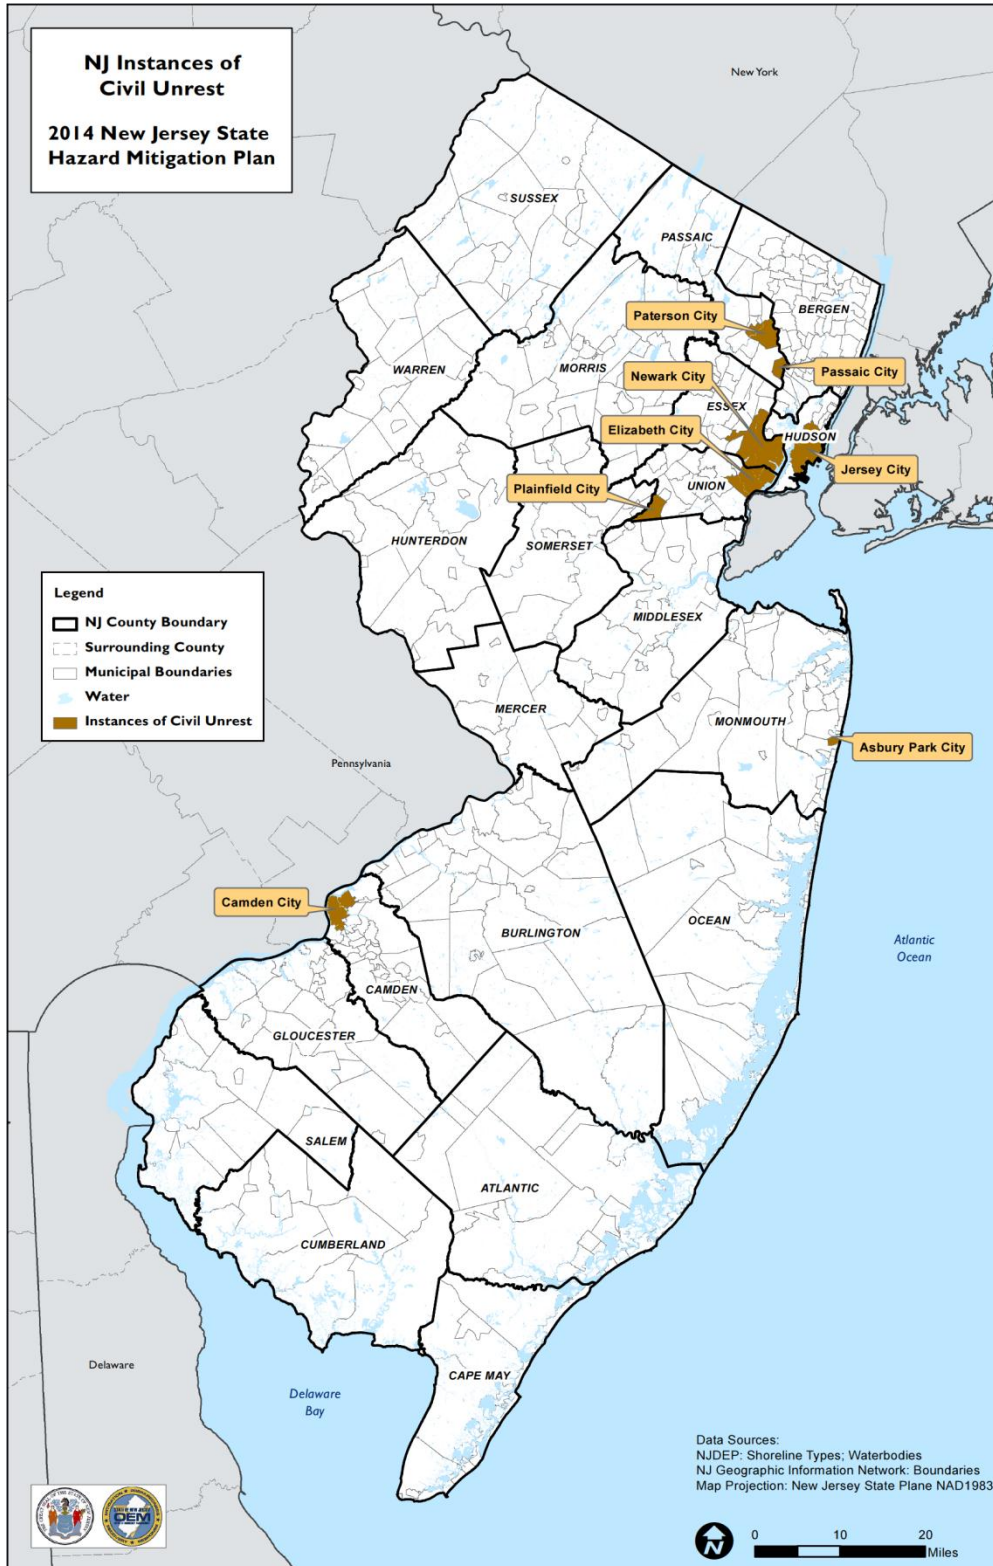 NJ Instances of
Civil Unrest
2014 New Jersey State
Hazard Mitigation Plan
New York
SUSSEX
PASSAIC
BERGEN
Paterson City
WARREN
MORRIS
Passaic City
Newark City
ESSEX
Elizabeth City
HUDSON
Jersey City
Plainfield City
UNION
HUNTERDON
SOMERSET
Legend
NJ County Boundary
Surrounding County
Municipal Boundaries
Water
Instances of Civil Unrest
MIDDLESEX
MERCER
MONMOUTH
Asbury Park City
Pennsylvania
Camden City
OCEAN
BURLINGTON
Atlantic
Ocean
CAMDEN
GLOUCESTER
SALEM
ATLANTIC
CUMBERLAND
Delaware
CAPE MAY
Delaware
Bay
Data Sources:
NJDEP: Shoreline Types; Waterbodies
NJ Geographic Information Network: Boundaries
Map Projection: New Jersey State Plane NAD1983
OEM
N
0 10 20
Miles